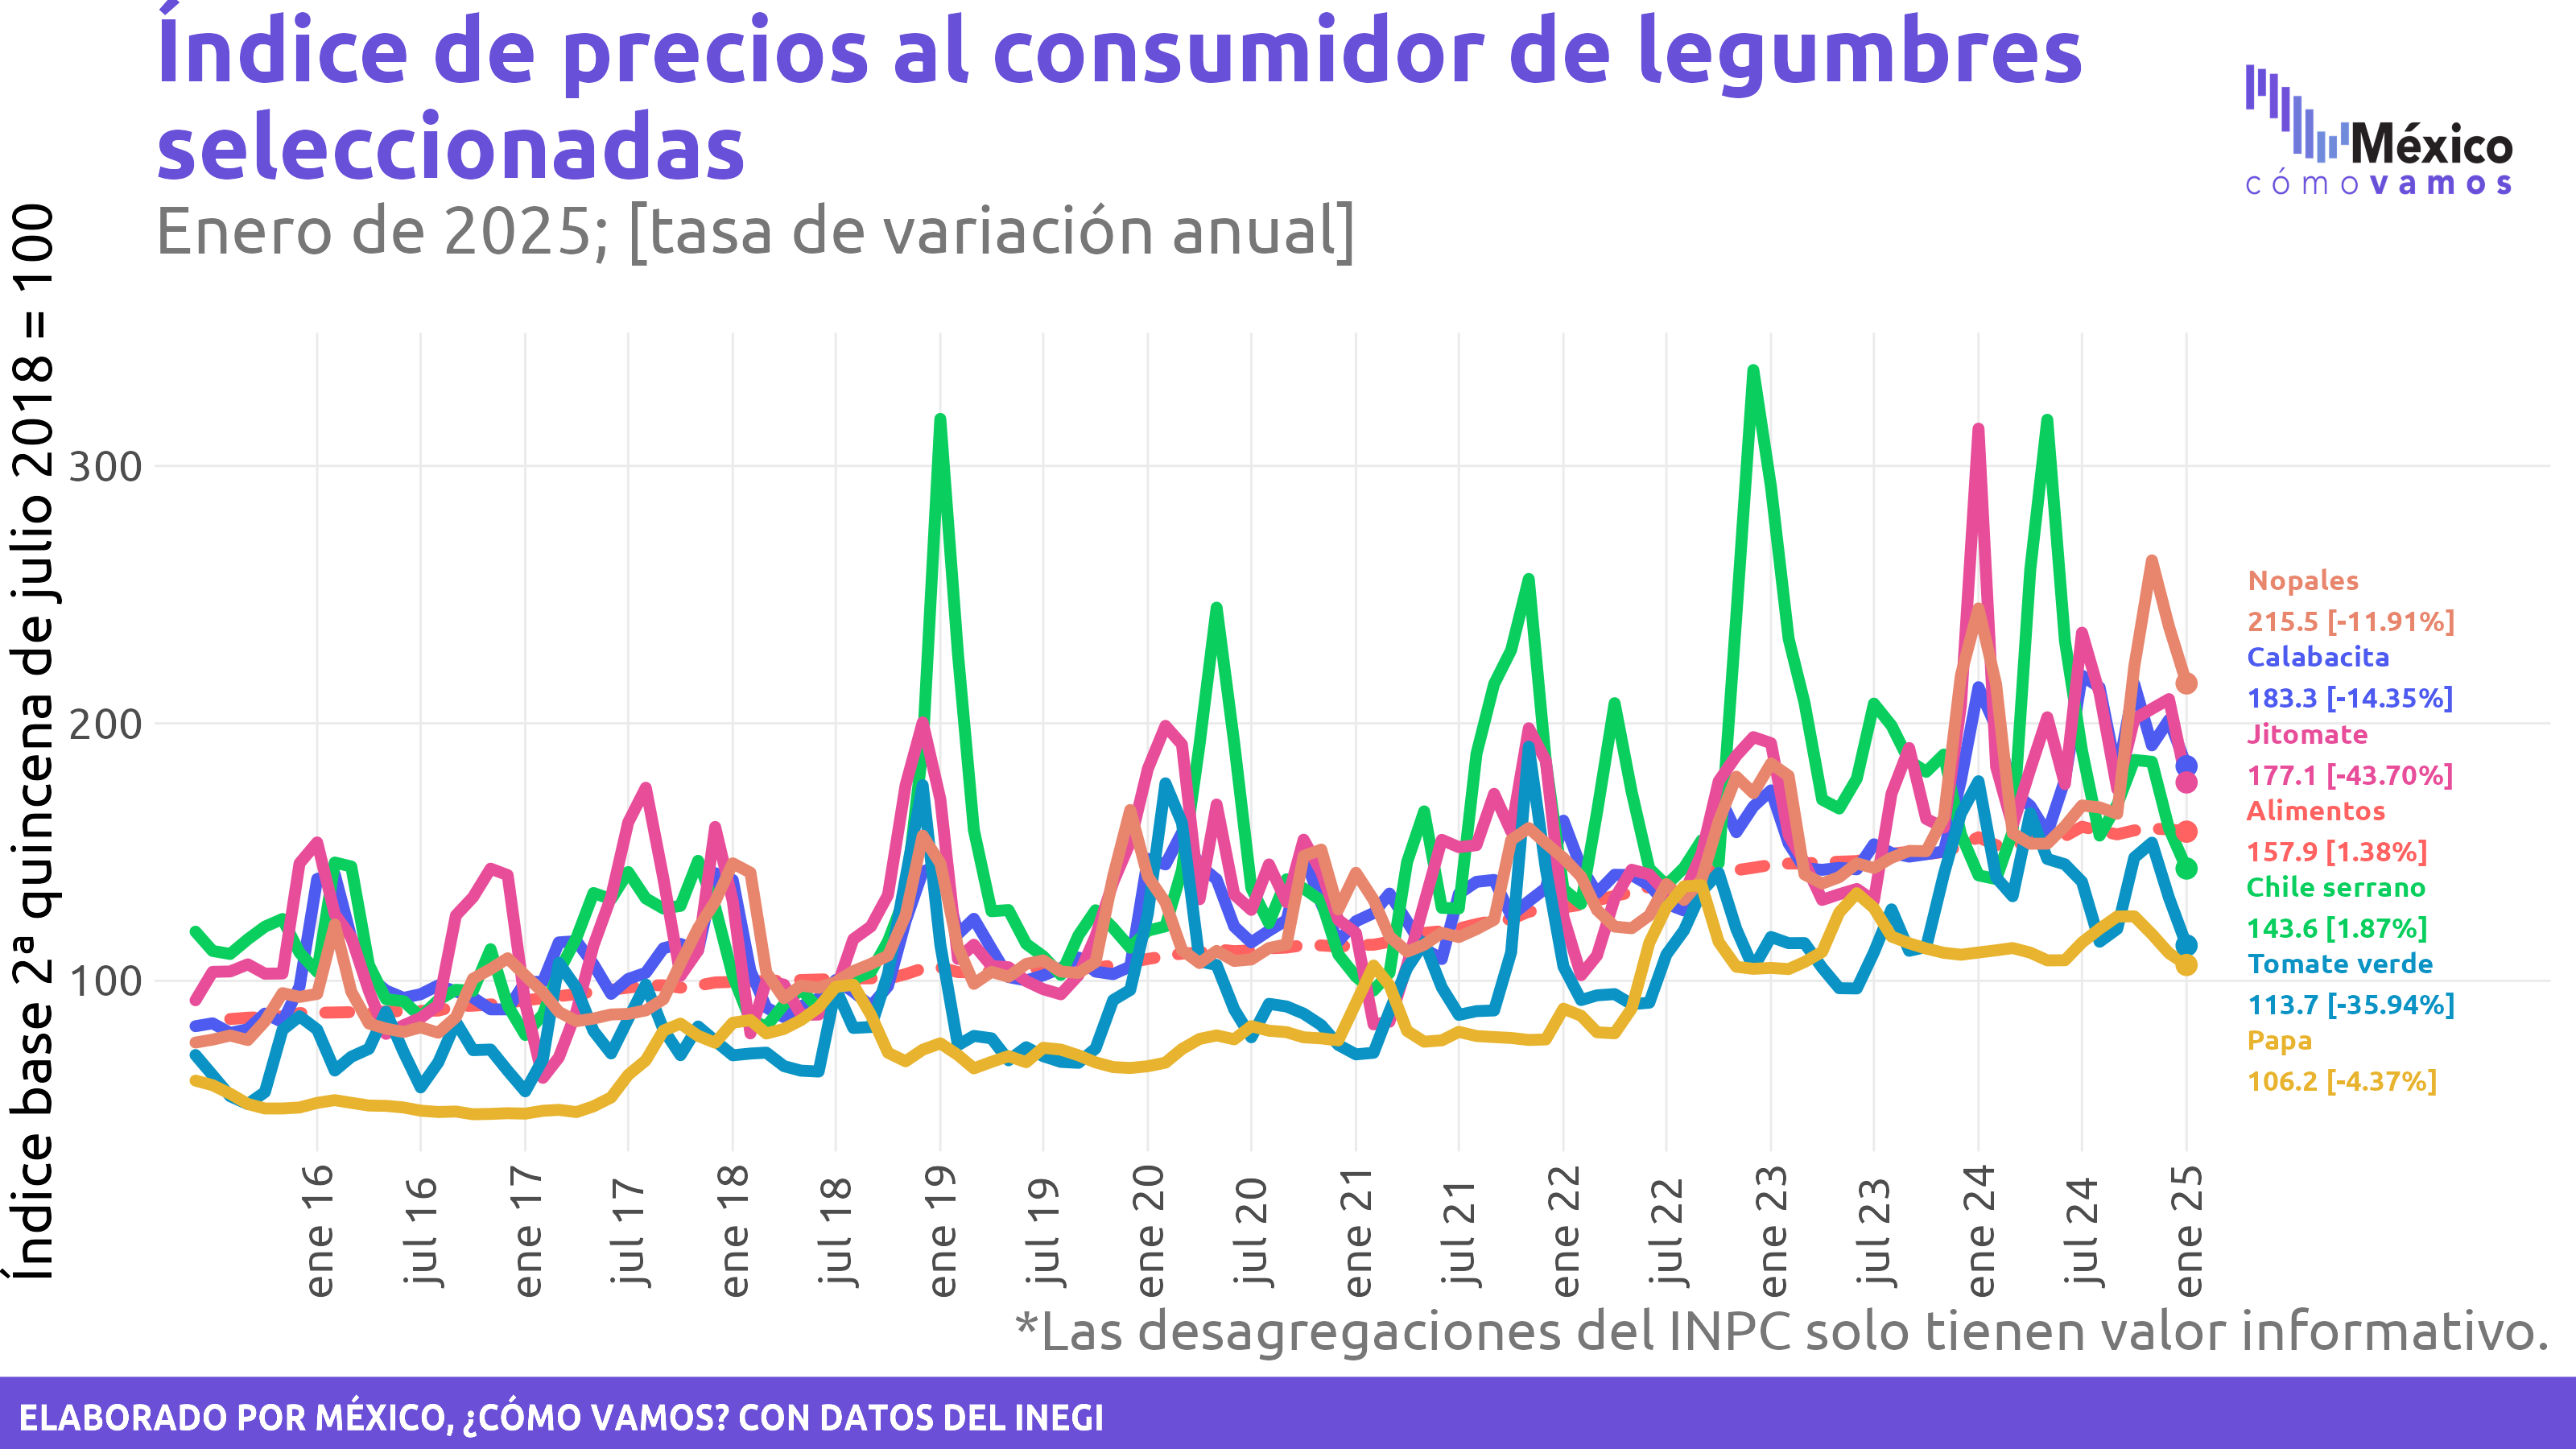 Índice de precios al consumidor de legumbres
seleccionadas
Enero de 2025; [tasa de variación anual]
México
cómo vamos
Índice base 2ª quincena de julio 2018 = 100
300
200
100
Nopales
215.5 [-11.91%]
Calabacita
183.3 [-14.35%]
Jitomate
177.1 [-43.70%]
Alimentos
157.9 [1.38%]
Chile serrano
143.6 [1.87%]
Tomate verde
113.7 [-35.94%]
Papa
106.2 [-4.37%]
ene 16
jul 16
ene 17
jul 17
ene 18
jul 18
ene 19
jul 19
ene 20
jul 20
ene 21
jul 21
ene 22
jul 22
ene 23
jul 23
ene 24
jul 24
ene 25
*Las desagregaciones del INPC solo tienen valor informativo.
ELABORADO POR MÉXICO, ¿CÓMO VAMOS? CON DATOS DEL INEGI